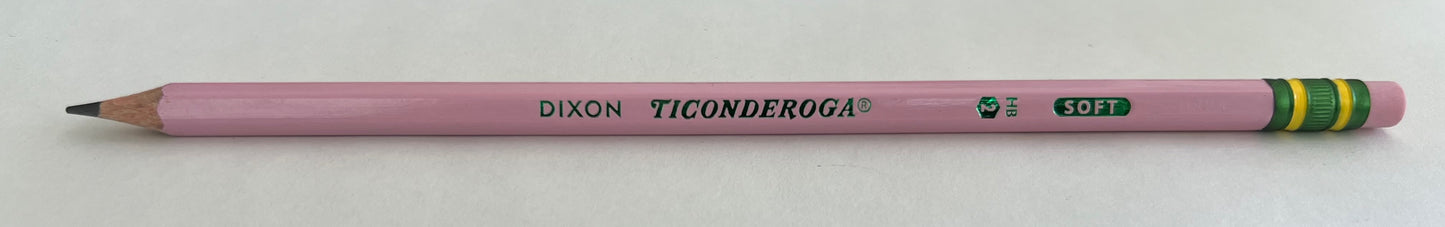 DIXON TICONDEROGA® 2 HB SOFT